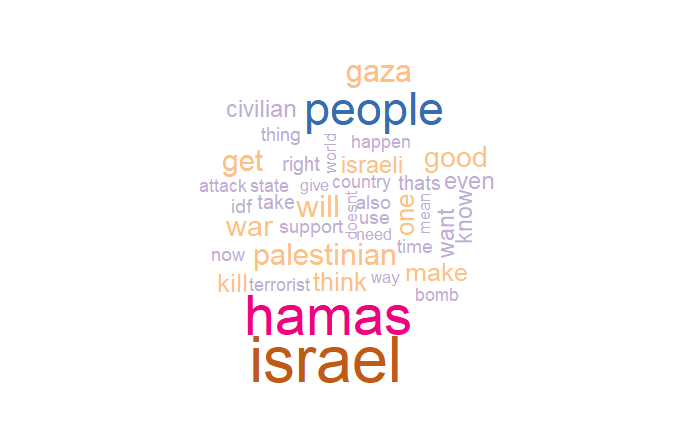 gaza
civilian people
thing world happen
get right israeli good
attack state give country thats even
idf take will doesnt also one mean want know
war support use need
now palestinian time
kill terrorist think way make
bomb
hamas
israel